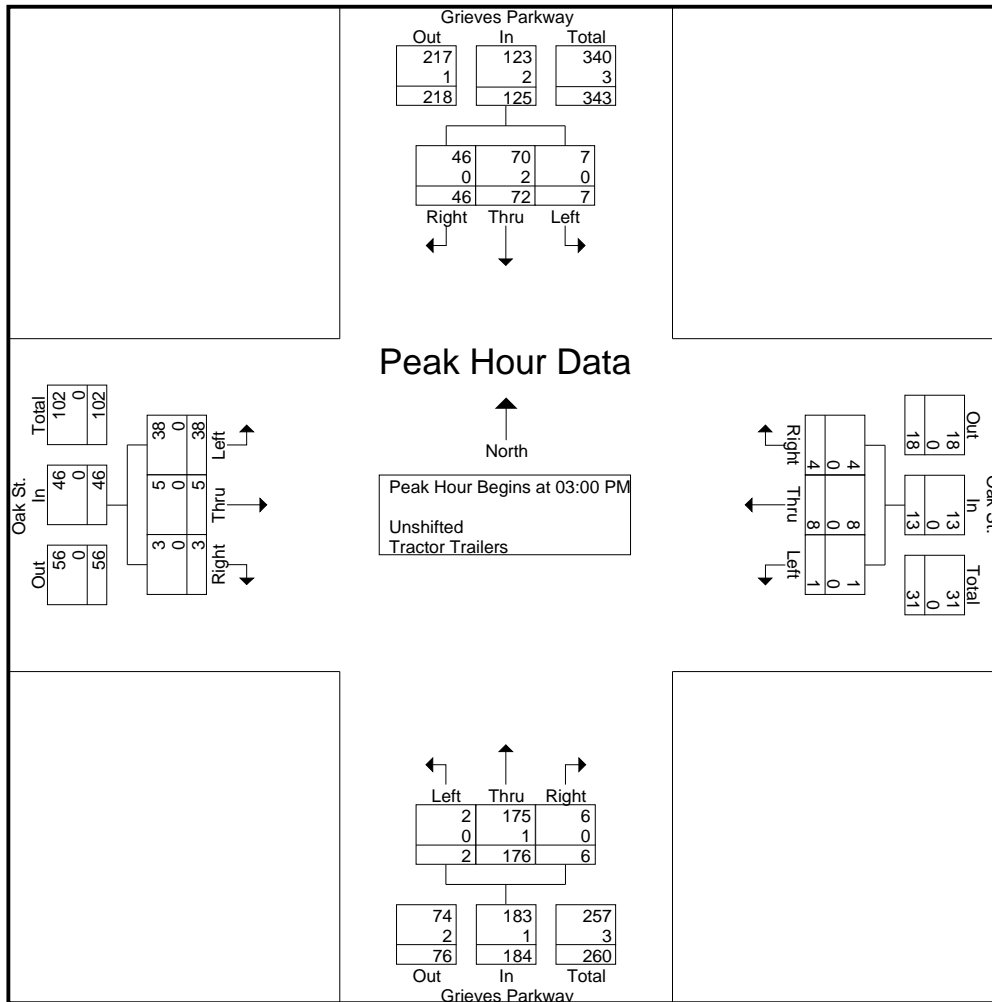 Grieves Parkway
Out In Total
217 123 340
1 2 3
218 125 343
46 70 7
0 2 0
46 72 7
Right Thru Left
Peak Hour Data
North
Peak Hour Begins at 03:00 PM
Unshifted
Tractor Trailers
Oak St.
Total In Out
102 46 56
0 0 0
102 46 56
Left Thru Right
38 5 3
0 0 0
38 5 3
Oak St.
Out In Total
18 13 31
0 0 0
18 13 31
Right Thru Left
4 8 1
0 0 0
4 8 1
Left Thru Right
2 175 6
0 1 0
2 176 6
74 183 257
2 1 3
76 184 260
Out In Total
Grieves Parkway